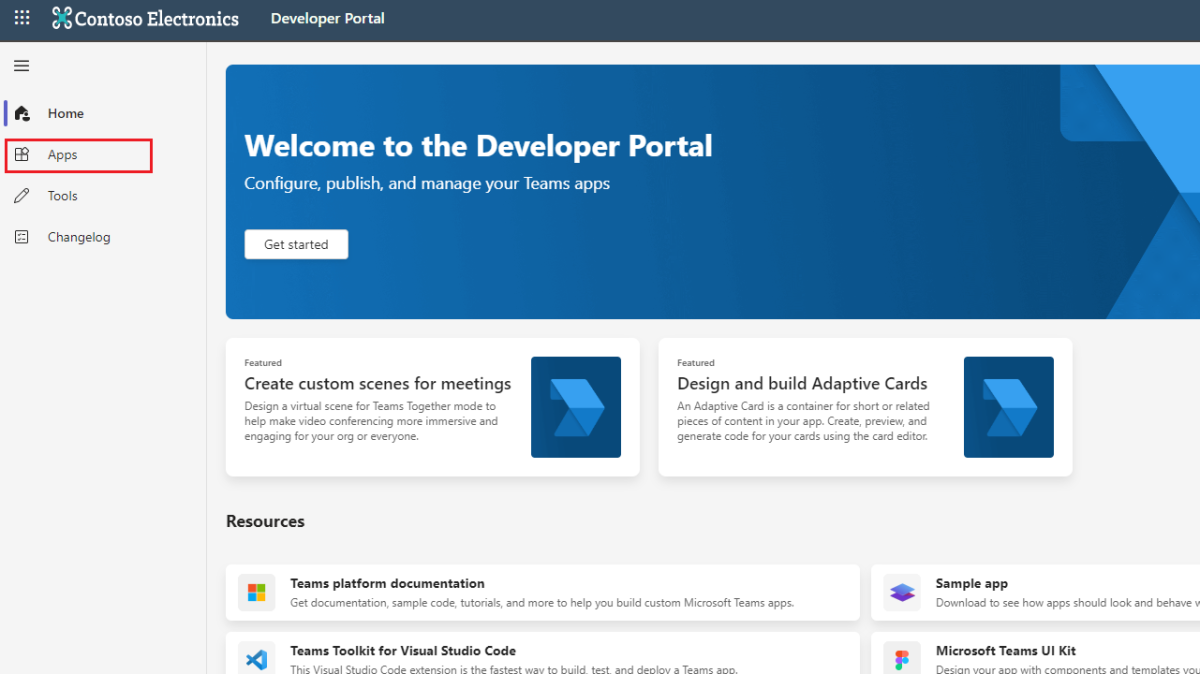 Contoso Electronics
Developer Portal
Home
Apps
Tools
Changelog
Welcome to the Developer Portal
Configure, publish, and manage your Teams apps
Get started
Featured
Create custom scenes for meetings
Design a virtual scene for Teams Together mode to
help make video conferencing more immersive and
engaging for your org or everyone.
Featured
Design and build Adaptive Cards
An Adaptive Card is a container for short or related
pieces of content in your app. Create, preview, and
generate code for your cards using the card editor.
Resources
Teams platform documentation
Get documentation, sample code, tutorials, and more to help you build custom Microsoft Teams apps.
Sample app
Download to see how apps should look and behave
Teams Toolkit for Visual Studio Code
This Visual Studio Code extension is the fastest way to build, test, and deploy a Teams app.
Microsoft Teams UI Kit
Design your app with components and templates you